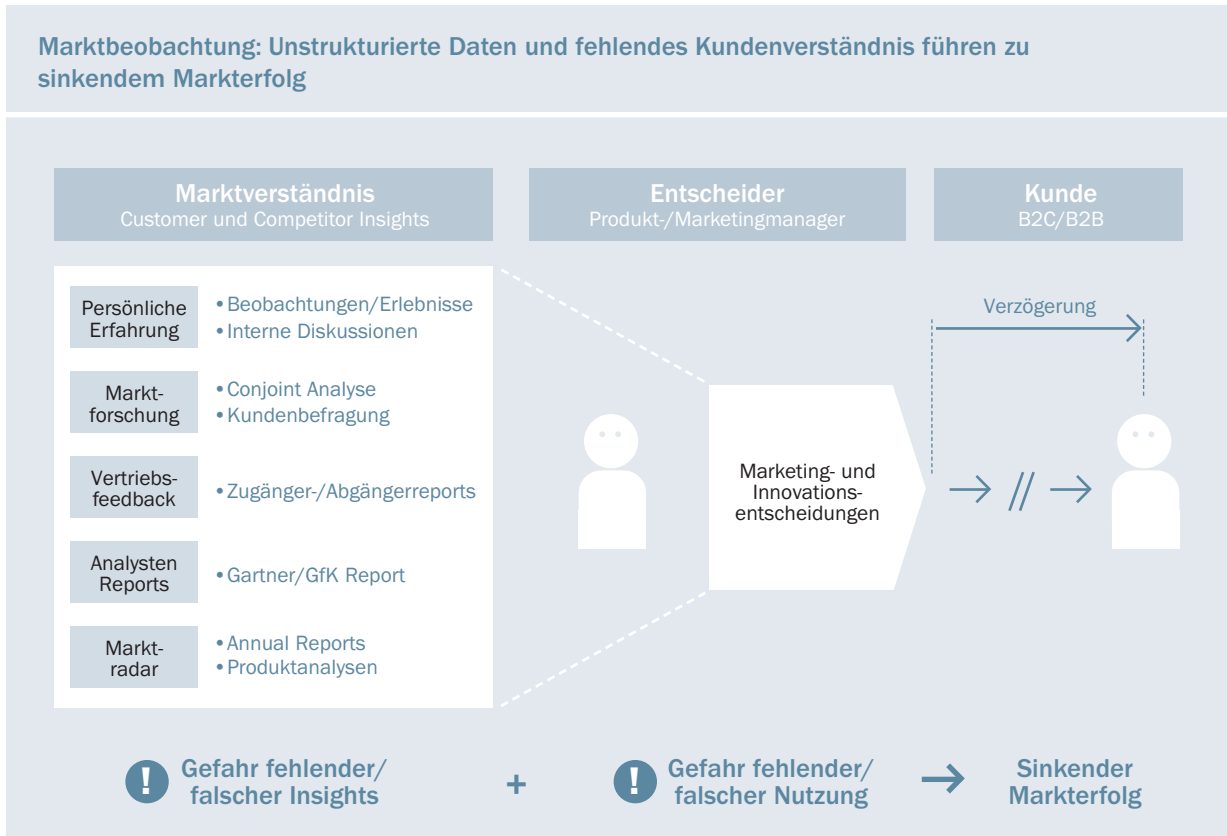 Marktbeobachtung: Unstrukturierte Daten und fehlendes Kundenverständnis führen zu
sinkendem Markterfolg
Marktverständnis
Customer und Competitor Insights
Entscheider
Produkt-/Marketingmanager
Kunde
B2C/B2B
Persönliche
Erfahrung
• Beobachtungen/Erlebnisse
• Interne Diskussionen
Markt-
forschung
• Conjoint Analyse
• Kundenbefragung
Vertriebs-
feedback
• Zugänger-/Abgängerreports
Analysten
Reports
• Gartner/GfK Report
Markt-
radar
• Annual Reports
• Produktanalysen
Marketing- und
Innovations-
entscheidungen
Verzögerung
//
! Gefahr fehlender/
falscher Insights
+
! Gefahr fehlender/
falscher Nutzung
Sinkender
Markterfolg